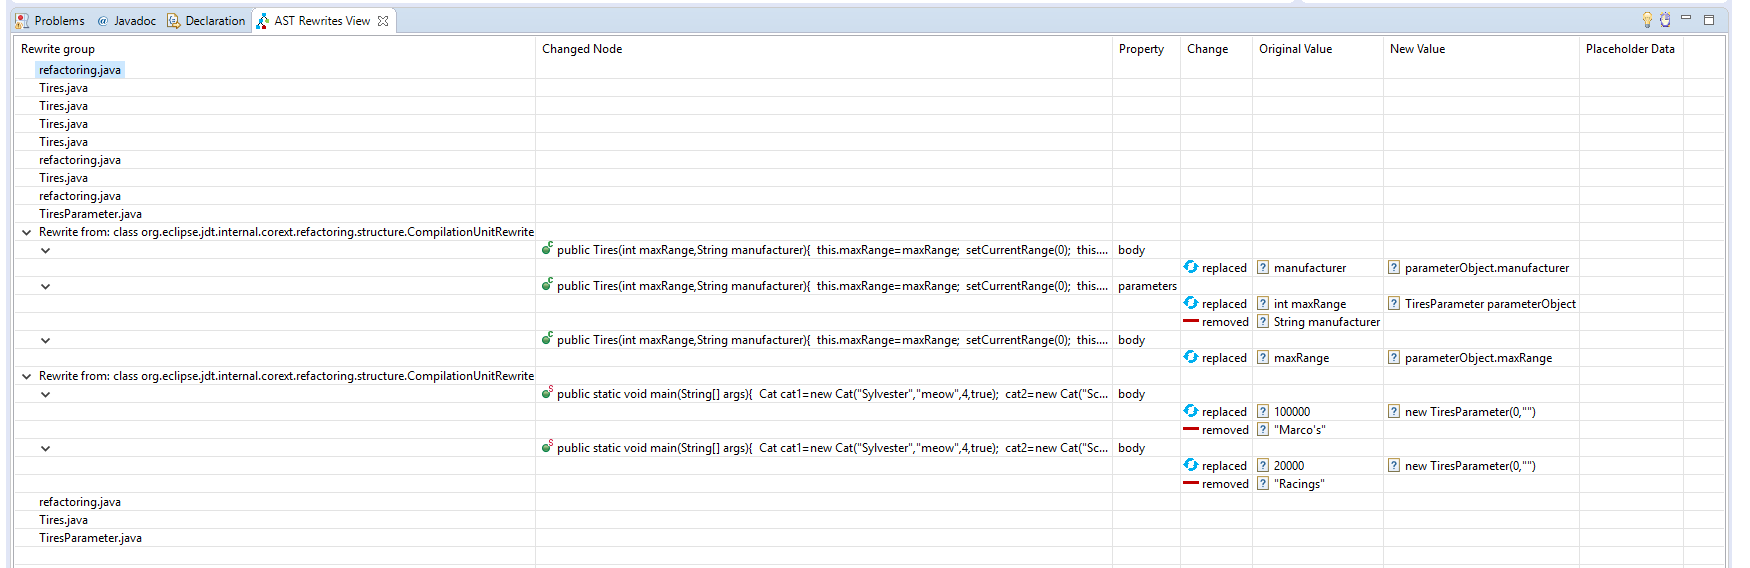 Problems @ Javadoc Declaration AST Rewrites View
Rewrite group Changed Node Property Change Original Value New Value Placeholder Data
refactoring.java
Tires.java
Tires.java
Tires.java
Tires.java
refactoring.java
Tires.java
refactoring.java
TiresParameter.java
Rewrite from: class org.eclipse.jdt.internal.corext.refactoring.structure.CompilationUnitRewrite
public Tires(int maxRange,String manufacturer){ this.maxRange=maxRange; setCurrentRange(0); this.... body
replaced manufacturer parameterObject.manufacturer
public Tires(int maxRange,String manufacturer){ this.maxRange=maxRange; setCurrentRange(0); this.... parameters
replaced int maxRange TiresParameter parameterObject
removed String manufacturer
public Tires(int maxRange,String manufacturer){ this.maxRange=maxRange; setCurrentRange(0); this.... body
replaced maxRange parameterObject.maxRange
Rewrite from: class org.eclipse.jdt.internal.corext.refactoring.structure.CompilationUnitRewrite
public static void main(String[] args){ Cat cat1=new Cat("Sylvester","meow",4,true); cat2=new Cat("Sc... body
replaced 100000 new TiresParameter(0,"")
removed "Marco's"
public static void main(String[] args){ Cat cat1=new Cat("Sylvester","meow",4,true); cat2=new Cat("Sc... body
replaced 20000 new TiresParameter(0,"")
removed "Racings"
refactoring.java
Tires.java
TiresParameter.java